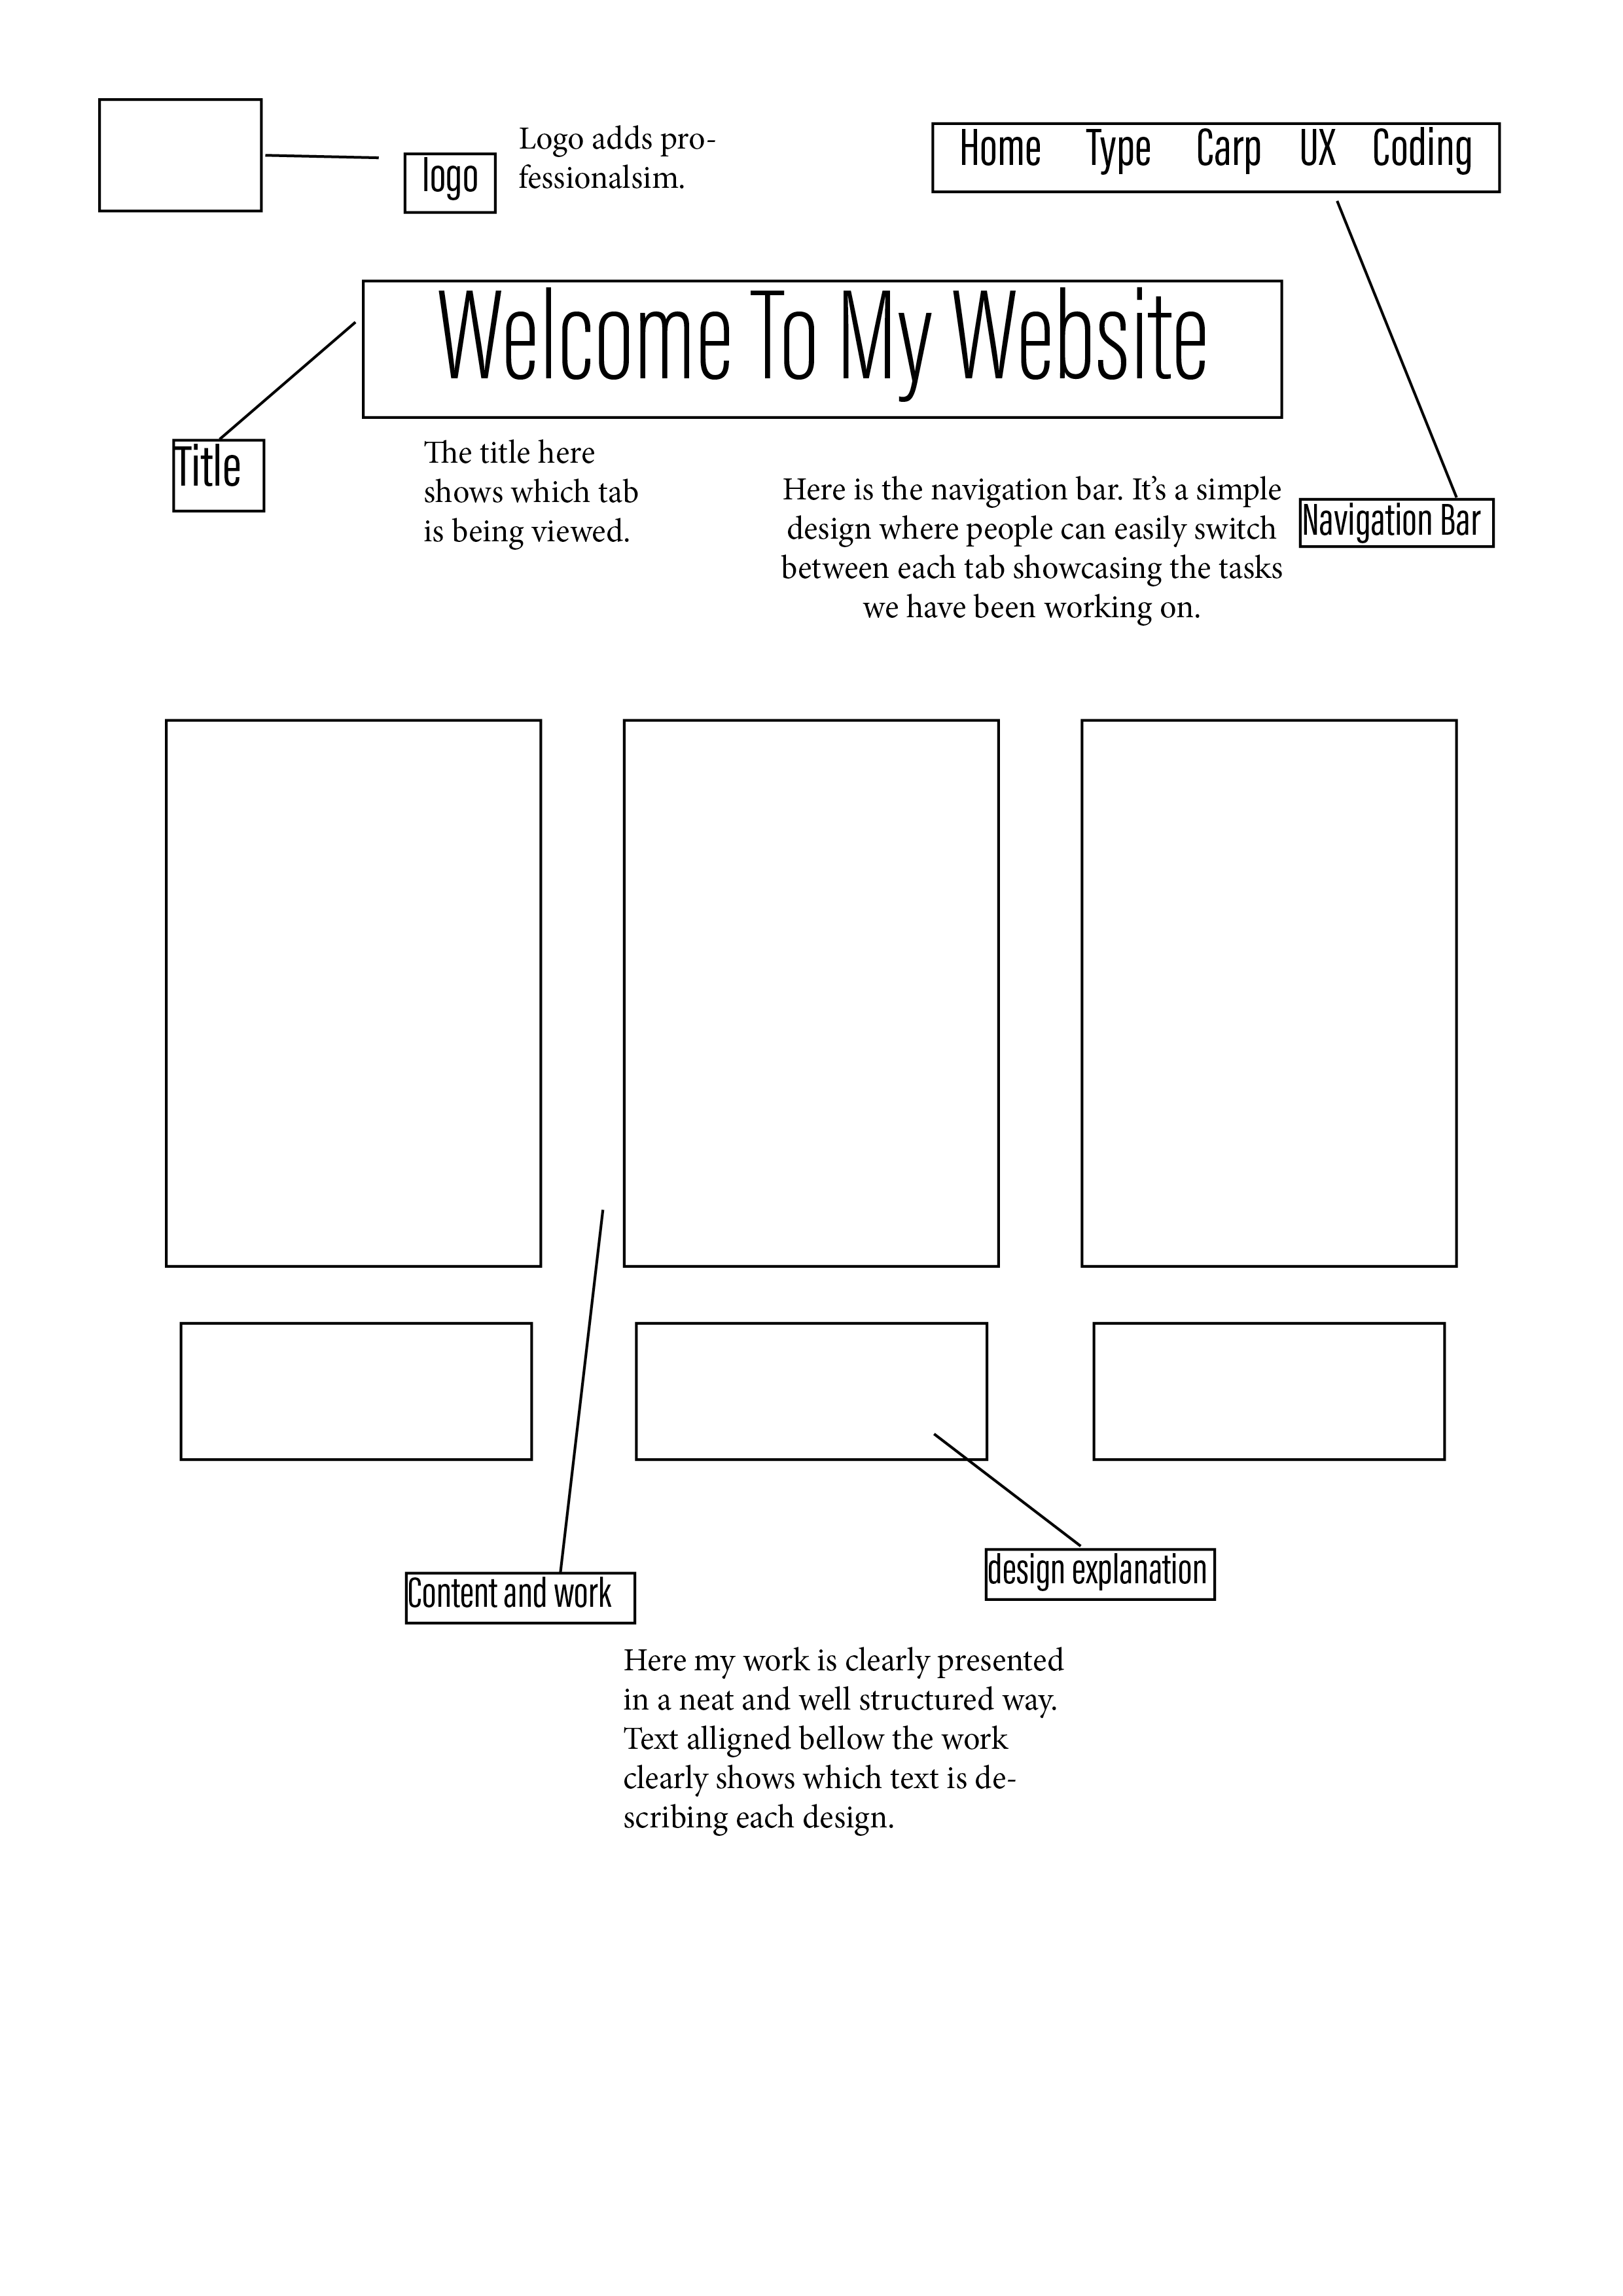 Logo adds pro-
fessionalsim.
logo
Home Type Carp UX Coding
Welcome To My Website
Title
The title here
shows which tab
is being viewed.
Here is the navigation bar. It’s a simple
design where people can easily switch
between each tab showcasing the tasks
we have been working on.
Navigation Bar
Content and work
design explanation
Here my work is clearly presented
in a neat and well structured way.
Text alligned bellow the work
clearly shows which text is de-
scribing each design.